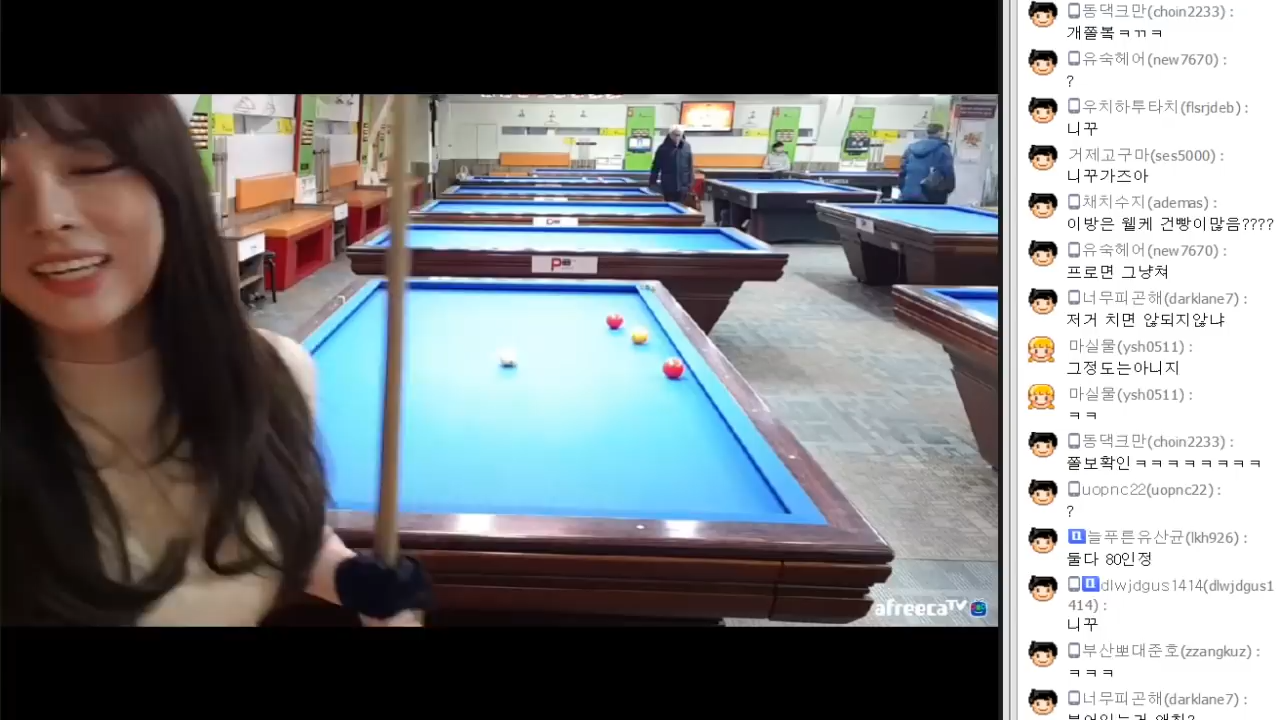 동댁크만(choin2233) :
개쫄봌ㅋㄲㅋ
유숙헤어(new7670) :
?
우치하투타치(flsrjdeb) :
니꾸
거제고구마(ses5000) :
니꾸가즈아
채치수지(ademas) :
이방은 웰케 건빵이많음????
유숙헤어(new7670) :
프로면 그냥쳐
너무피곤해(darklane7) :
저거 치면 않되지않냐
마실물(ysh0511) :
그정도는아니지
마실물(ysh0511) :
ㅋㅋ
동댁크만(choin2233) :
쫄보확인ㅋㅋㅋㅋㅋㅋㅋㅋ
uopnc22(uopnc22) :
?
늘푸른유산균(lkh926) :
둘다 80인정
dlwjdgus1414(dlwjdgus1
414) :
니꾸
부산뽀대준호(zzangkuz) :
ㅋㅋㅋ
너무피곤해(darklane7) :
afreecaTV